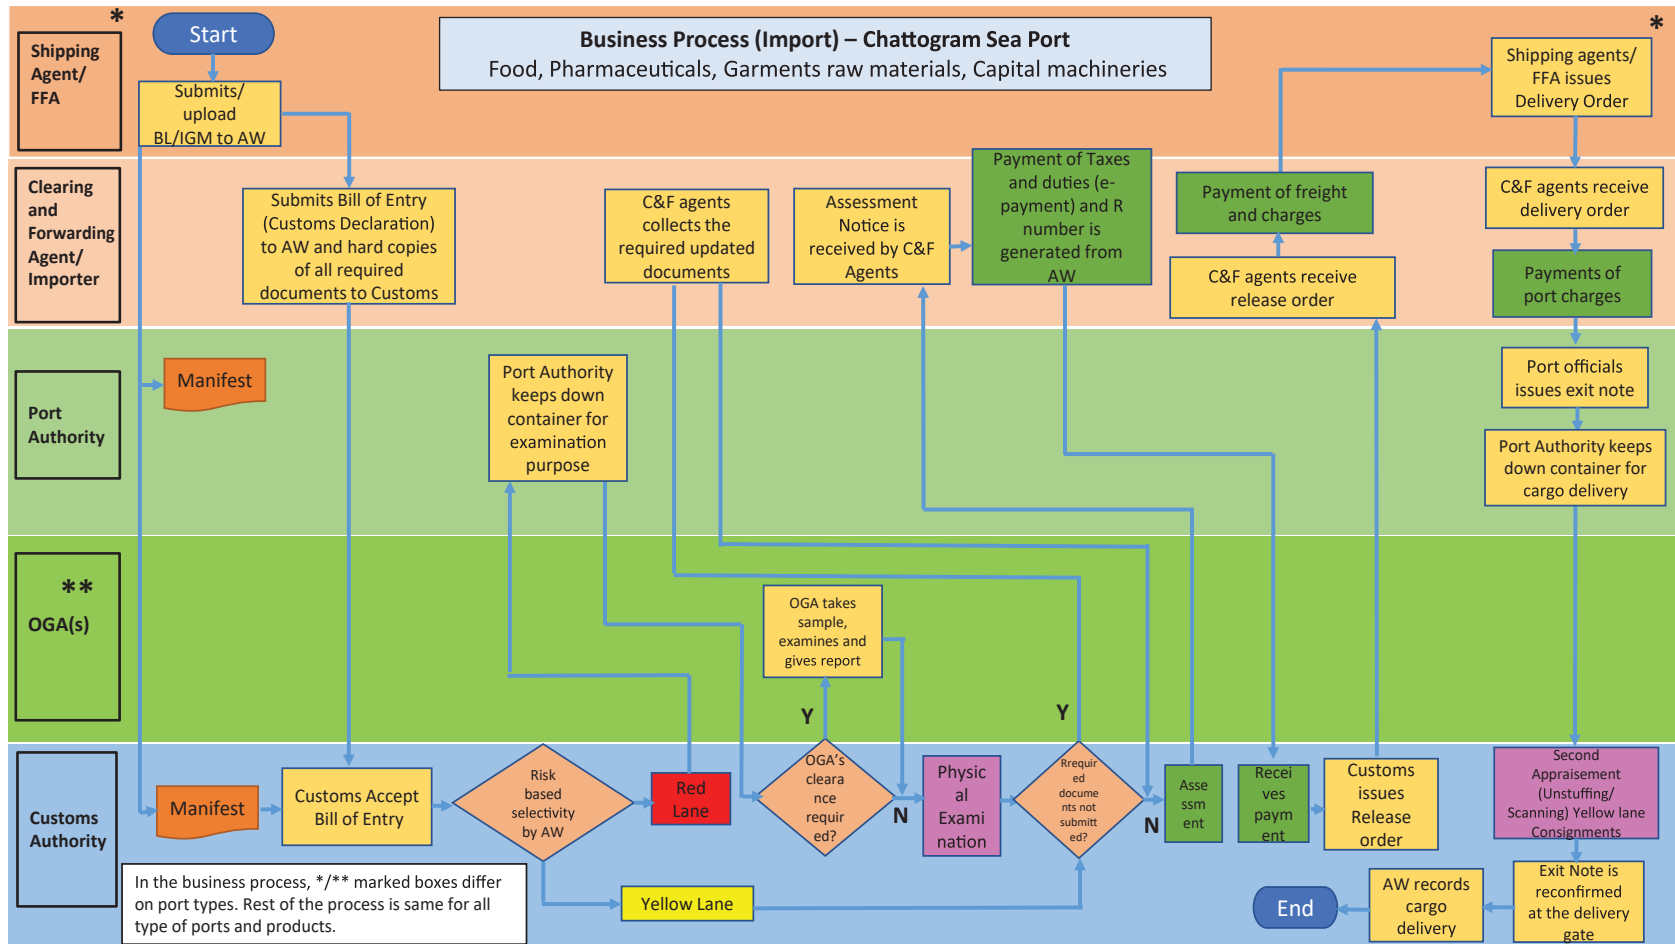 *
Start
Business Process (Import) – Chattogram Sea Port
Food, Pharmaceuticals, Garments raw materials, Capital machineries
*
Shipping
Agent/
FFA
Submits/
upload
BL/IGM to AW
Shipping agents/
FFA issues
Delivery Order
Clearing
and
Forwarding
Agent/
Importer
Submits Bill of Entry
(Customs Declaration)
to AW and hard copies
of all required
documents to Customs
C&F agents
collects the
required updated
documents
Assessment
Notice is
received by C&F
Agents
Payment of Taxes
and duties (e-
payment) and R
number is
generated from
AW
Payment of freight
and charges
C&F agents receive
release order
C&F agents receive
delivery order
Payments of
port charges
Port
Authority
Manifest
Port Authority
keeps down
container for
examination
purpose
Port officials
issues exit note
Port Authority keeps
down container for
cargo delivery
**
OGA(s)
OGA takes
sample,
examines and
gives report
Y
Y
Customs
Authority
Manifest
Customs Accept
Bill of Entry
Risk
based
selectivity
by AW
Red
Lane
OGA's
cleara
nce
requir
ed?
N
Physic
al
Exami
nation
Rrequir
ed
docume
nts not
submitt
ed?
N
Asse
ssm
ent
Recei
ves
paym
ent
Customs
issues
Release
order
Second
Appraisement
(Unstuffing/
Scanning) Yellow lane
Consignments
In the business process, */** marked boxes differ
on port types. Rest of the process is same for all
type of ports and products.
Yellow Lane
End
AW records
cargo
delivery
Exit Note is
reconfirmed
at the delivery
gate